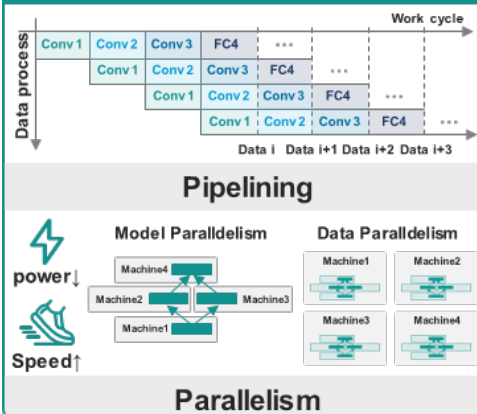 Work cycle
Data process
Conv 1 Conv 2 Conv 3 FC4 ...
Conv 1 Conv 2 Conv 3 FC4 ...
Conv 1 Conv 2 Conv 3 FC4 ...
Conv 1 Conv 2 Conv 3 FC4 ...
Data i Data i+1 Data i+2 Data i+3
Pipelining
power↓
Speed↑
Model Paralldelism
Machine4
Machine2 Machine3
Machine1
Data Paralldelism
Machine1 Machine2
Machine3 Machine4
Parallelism